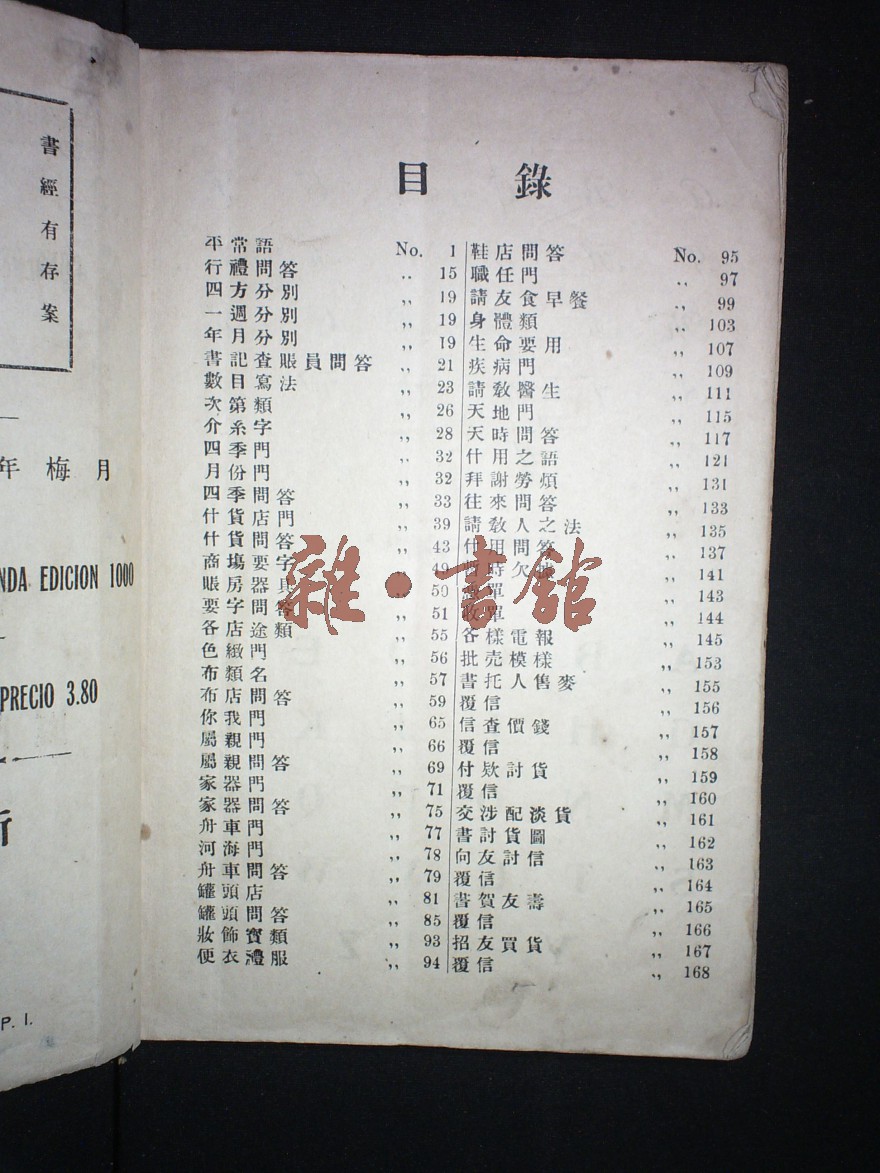 書經有存案
年梅月
NDA EDICION 1000
PRECIO 3.80
P. I.
目錄
平常語 No. 1
行禮問答 ,, 15
四方分別 ,, 19
一週分別 ,, 19
年月分別 ,, 19
書記查賬員問答 ,, 21
數目寫法 ,, 23
次第類 ,, 26
介糸字 ,, 28
四季門 ,, 32
月份門 ,, 32
四季問答 ,, 33
什貨店門 ,, 39
什貨問答 ,, 43
商塲要字 ,, 49
賬房器具 ,, 50
要字問答 ,, 51
各店途類 ,, 55
色緻門 ,, 56
布類名 ,, 57
布店問答 ,, 59
你我門 ,, 65
屬親門 ,, 66
屬親問答 ,, 69
家器門 ,, 71
家器問答 ,, 75
舟車門 ,, 77
河海門 ,, 78
舟車問答 ,, 79
罐頭店 ,, 81
罐頭問答 ,, 85
妝飾寳類 ,, 93
便衣禮服 ,, 94
鞋店問答 No. 95
職任門 ,, 97
請友食早餐 ,, 99
身體類 ,, 103
生命要用 ,, 107
疾病門 ,, 109
請敎醫生 ,, 111
天地門 ,, 115
天時問答 ,, 117
什用之語 ,, 121
拜謝勞煩 ,, 131
往來問答 ,, 133
請敎人之法 ,, 135
什用問答 ,, 137
時欠 ,, 141
單 ,, 143
收單 ,, 144
各樣電報 ,, 145
批売模樣 ,, 153
書托人售麥 ,, 155
覆信 ,, 156
信查價錢 ,, 157
覆信 ,, 158
付欵討貨 ,, 159
覆信 ,, 160
交涉配淡貨 ,, 161
書討貨圖 ,, 162
向友討信 ,, 163
覆信 ,, 164
書賀友壽 ,, 165
覆信 ,, 166
招友買貨 ,, 167
覆信 ,, 168
雜·書館